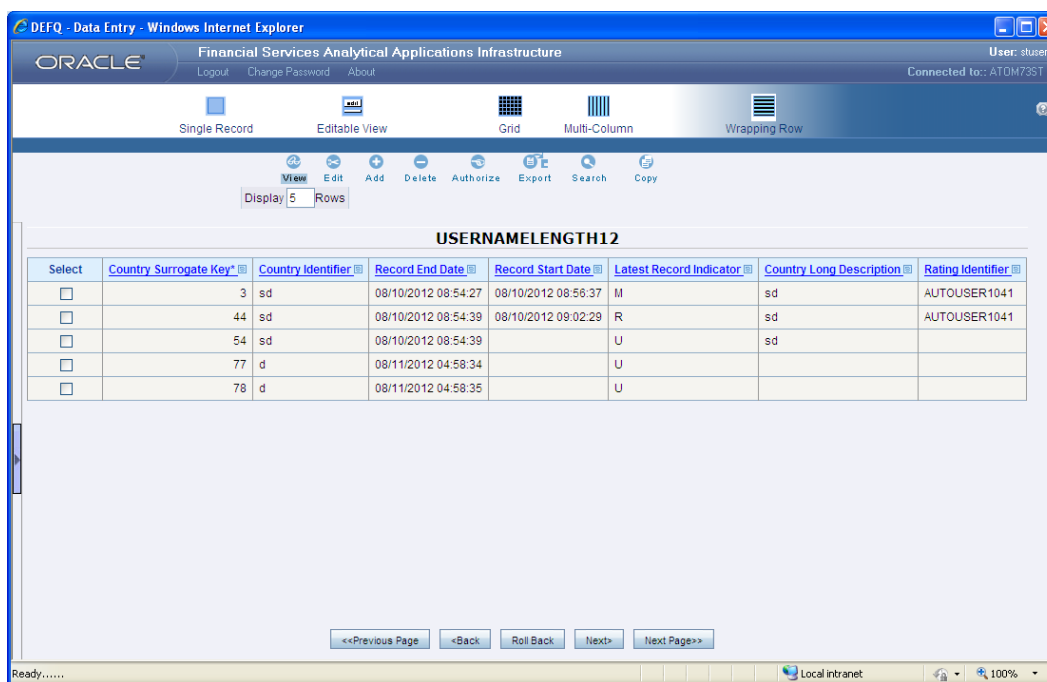 DEFQ - Data Entry - Windows Internet Explorer
ORACLE
Financial Services Analytical Applications Infrastructure
User: stuser
Logout Change Password About
Connected to:: ATOM73ST
edit
Single Record Editable View Grid Multi-Column Wrapping Row
View Edit Add Delete Authorize Export Search Copy
Display 5 Rows
USERNAMELENGTH12
Select Country Surrogate Key* Country Identifier Record End Date Record Start Date Latest Record Indicator Country Long Description Rating Identifier
3 sd 08/10/2012 08:54:27 08/10/2012 08:56:37 M sd AUTOUSER1041
44 sd 08/10/2012 08:54:39 08/10/2012 09:02:29 R sd AUTOUSER1041
54 sd 08/10/2012 08:54:39 U sd
77 d 08/11/2012 04:58:34 U
78 d 08/11/2012 04:58:35 U
<<Previous Page <Back Roll Back Next> Next Page>>
Ready...... Local intranet 100%